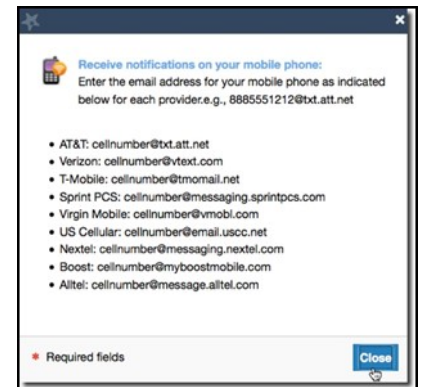 Receive notifications on your mobile phone:
Enter the email address for your mobile phone as indicated
below for each provider.e.g., 8885551212@txt.att.net
• AT&T: cellnumber@txt.att.net
• Verizon: cellnumber@vtext.com
• T-Mobile: cellnumber@tmomail.net
• Sprint PCS: cellnumber@messaging.sprintpcs.com
• Virgin Mobile: cellnumber@vmobl.com
• US Cellular: cellnumber@email.uscc.net
• Nextel: cellnumber@messaging.nextel.com
• Boost: cellnumber@myboostmobile.com
• Alltel: cellnumber@message.alltel.com
* Required fields
Close